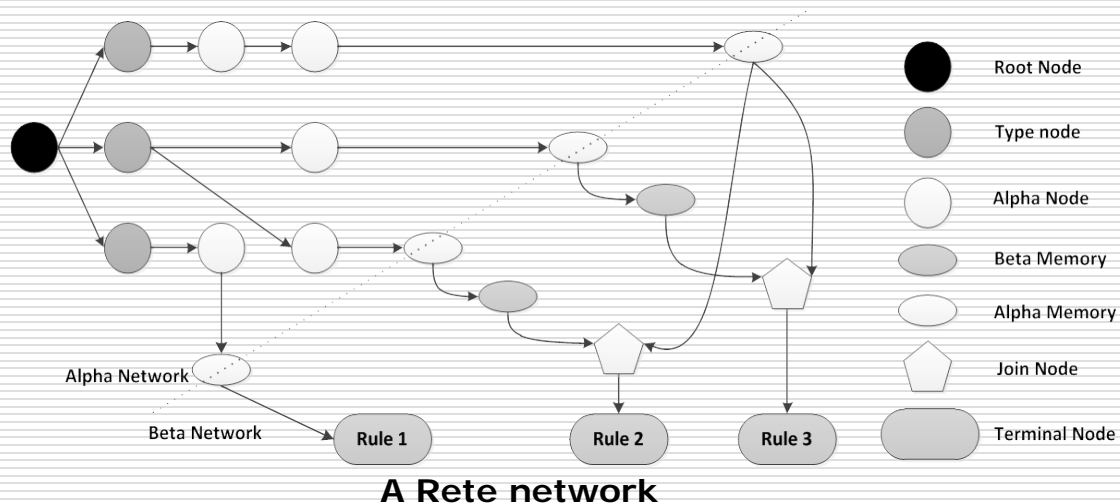 Root Node
Type node
Alpha Node
Beta Memory
Alpha Memory
Join Node
Terminal Node
Alpha Network
Beta Network
Rule 1
Rule 2
Rule 3
A Rete network